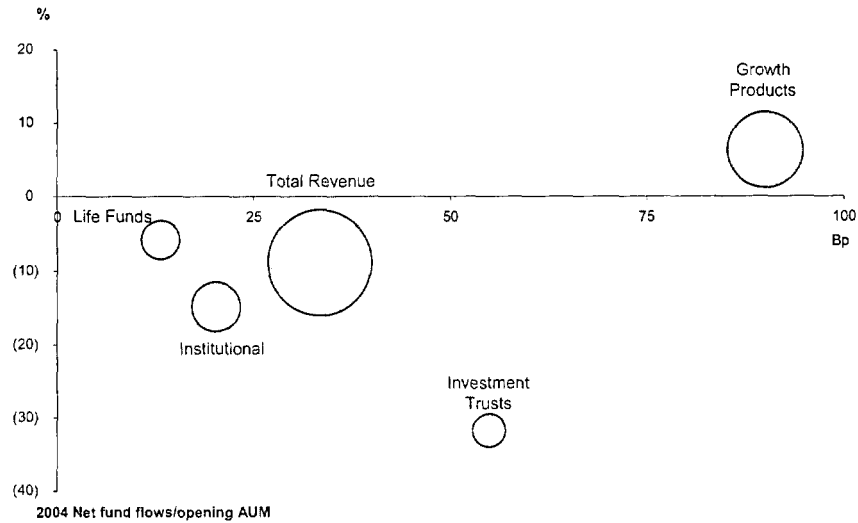 %
20
Growth
Products
10
Total Revenue
0
0 Life Funds 25 50 75 100
Bp
(10)
(20)
Institutional
Investment
Trusts
(30)
(40)
2004 Net fund flows/opening AUM